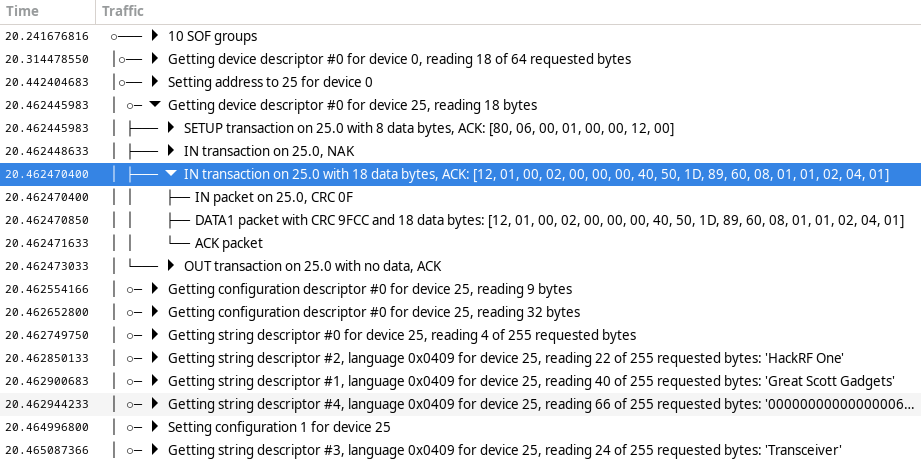 Time Traffic
20.241676816 10 SOF groups
20.314478550 Getting device descriptor #0 for device 0, reading 18 of 64 requested bytes
20.442404683 Setting address to 25 for device 0
20.462445983 Getting device descriptor #0 for device 25, reading 18 bytes
20.462445983 SETUP transaction on 25.0 with 8 data bytes, ACK: [80, 06, 00, 01, 00, 00, 12, 00]
20.462448633 IN transaction on 25.0, NAK
20.462470400 IN transaction on 25.0 with 18 data bytes, ACK: [12, 01, 00, 02, 00, 00, 00, 40, 50, 1D, 89, 60, 08, 01, 01, 02, 04, 01]
20.462470400 IN packet on 25.0, CRC 0F
20.462470850 DATA1 packet with CRC 9FCC and 18 data bytes: [12, 01, 00, 02, 00, 00, 00, 40, 50, 1D, 89, 60, 08, 01, 01, 02, 04, 01]
20.462471633 ACK packet
20.462473033 OUT transaction on 25.0 with no data, ACK
20.462554166 Getting configuration descriptor #0 for device 25, reading 9 bytes
20.462652800 Getting configuration descriptor #0 for device 25, reading 32 bytes
20.462749750 Getting string descriptor #0 for device 25, reading 4 of 255 requested bytes
20.462850133 Getting string descriptor #2, language 0x0409 for device 25, reading 22 of 255 requested bytes: 'HackRF One'
20.462900683 Getting string descriptor #1, language 0x0409 for device 25, reading 40 of 255 requested bytes: 'Great Scott Gadgets'
20.462944233 Getting string descriptor #4, language 0x0409 for device 25, reading 66 of 255 requested bytes: '00000000000000006...
20.464996800 Setting configuration 1 for device 25
20.465087366 Getting string descriptor #3, language 0x0409 for device 25, reading 24 of 255 requested bytes: 'Transceiver'